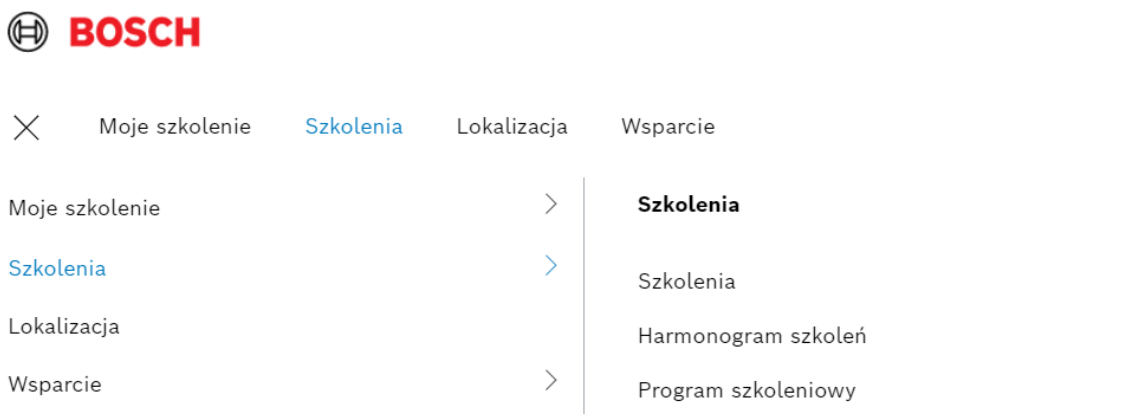 BOSCH
Moje szkolenie Szkolenia Lokalizacja Wsparcie
Moje szkolenie
Szkolenia
Lokalizacja
Wsparcie
Szkolenia
Szkolenia
Harmonogram szkoleń
Program szkoleniowy